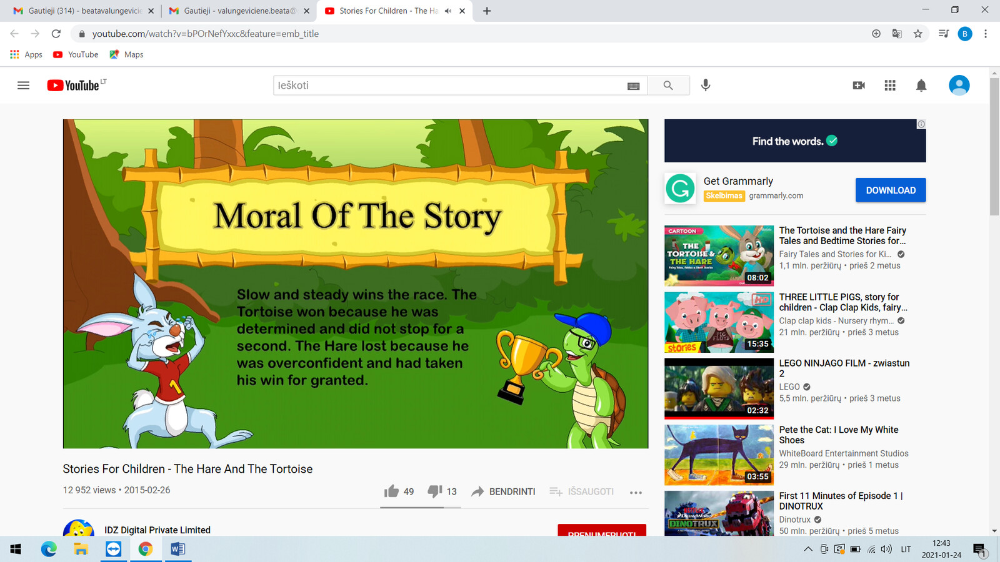 Gautieji (314) - beatavalungevicie
Gautieji - valungeviciene.beata@
Stories For Children - The Ha
youtube.com/watch?v=bPOrNefYxxc&feature=emb_title
B
Apps
YouTube
Maps
YouTube LT
Ieškoti
Moral Of The Story
Slow and steady wins the race. The
Tortoise won because he was
determined and did not stop for a
second. The Hare lost because he
was overconfident and had taken
his win for granted.
1
Stories For Children - The Hare And The Tortoise
12 952 views • 2015-02-26
49
13
BENDRINTI
IŠSAUGOTI
IDZ Digital Private Limited
PRENUMERUOTI
Find the words.
Get Grammarly
Skelbimas grammarly.com
DOWNLOAD
CARTOON
THE
TORTOISE &
THE HARE
Fairy Tales, Fables & Short Stories
08:02
The Tortoise and the Hare Fairy
Tales and Bedtime Stories for...
Fairy Tales and Stories for Ki...
1,1 mln. peržiūrų • prieš 2 metus
HD
stories
15:35
THREE LITTLE PIGS, story for
children - Clap Clap Kids, fairy...
Clap clap kids - Nursery rhym...
21 mln. peržiūrų • prieš 3 metus
02:32
LEGO NINJAGO FILM - zwiastun
2
LEGO
5,5 mln. peržiūrų • prieš 3 metus
03:55
Pete the Cat: I Love My White
Shoes
WhiteBoard Entertainment Studios
29 mln. peržiūrų • prieš 1 metus
NETFLIX
DREAMWORKS
DINOTRUX
First 11 Minutes of Episode 1 |
DINOTRUX
Dinotrux
50 mln. peržiūrų • prieš 5 metus
LIT
12:43
2021-01-24
1